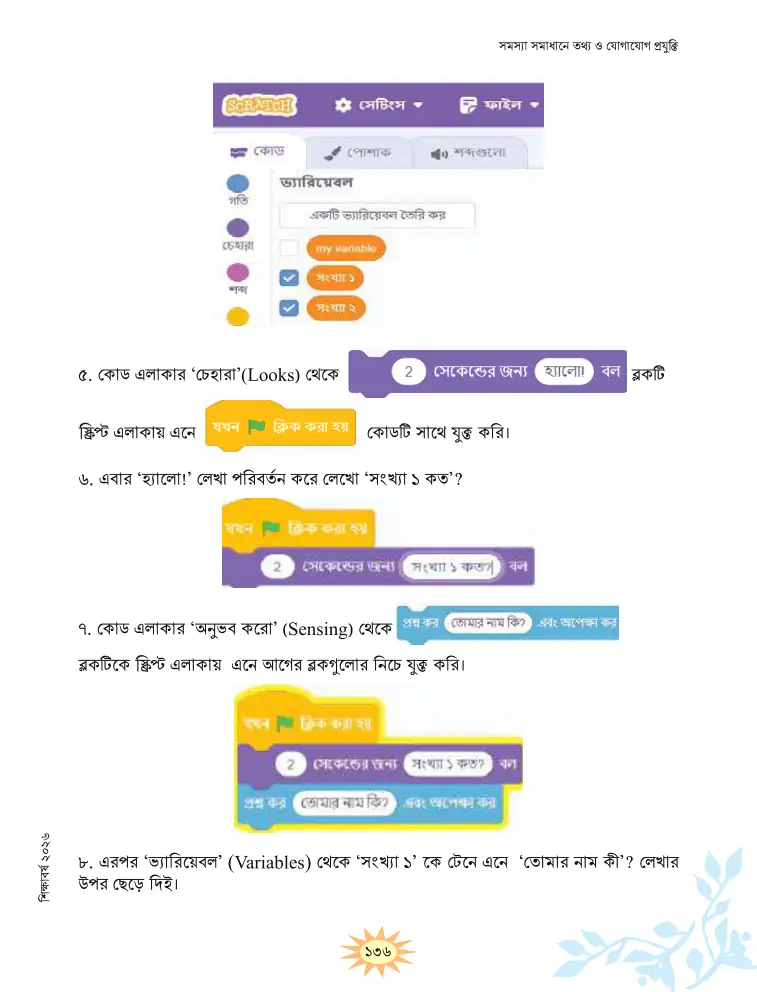 সমস্যা সমাধানে তথ্য ও যোগাযোগ প্রযুক্তি
SCRATCH সেটিংস ফাইল
কোড পোশাক শব্দগুলো
গতি
চেহারা
শব্দ
ভ্যারিয়েবল
একটি ভ্যারিয়েবল তৈরি কর
my variable
সংখ্যা ১
সংখ্যা ২
৫. কোড এলাকার ‘চেহারা’(Looks) থেকে 2 সেকেন্ডের জন্য হ্যালো! বল ব্লকটি
স্ক্রিপ্ট এলাকায় এনে যখন ক্লিক করা হয় কোডটি সাথে যুক্ত করি।
৬. এবার ‘হ্যালো!’ লেখা পরিবর্তন করে লেখো ‘সংখ্যা ১ কত’?
যখন ক্লিক করা হয়
2 সেকেন্ডের জন্য সংখ্যা ১ কত? বল
৭. কোড এলাকার ‘অনুভব করো’ (Sensing) থেকে প্রশ্ন কর তোমার নাম কি? এবং অপেক্ষা কর
ব্লকটিকে স্ক্রিপ্ট এলাকায় এনে আগের ব্লকগুলোর নিচে যুক্ত করি।
যখন ক্লিক করা হয়
2 সেকেন্ডের জন্য সংখ্যা ১ কত? বল
প্রশ্ন কর তোমার নাম কি? এবং অপেক্ষা কর
৮. এরপর ‘ভ্যারিয়েবল’ (Variables) থেকে ‘সংখ্যা ১’ কে টেনে এনে ‘তোমার নাম কী’? লেখার
উপর ছেড়ে দিই।
শিক্ষাবর্ষ ২০২৬
১৩৬